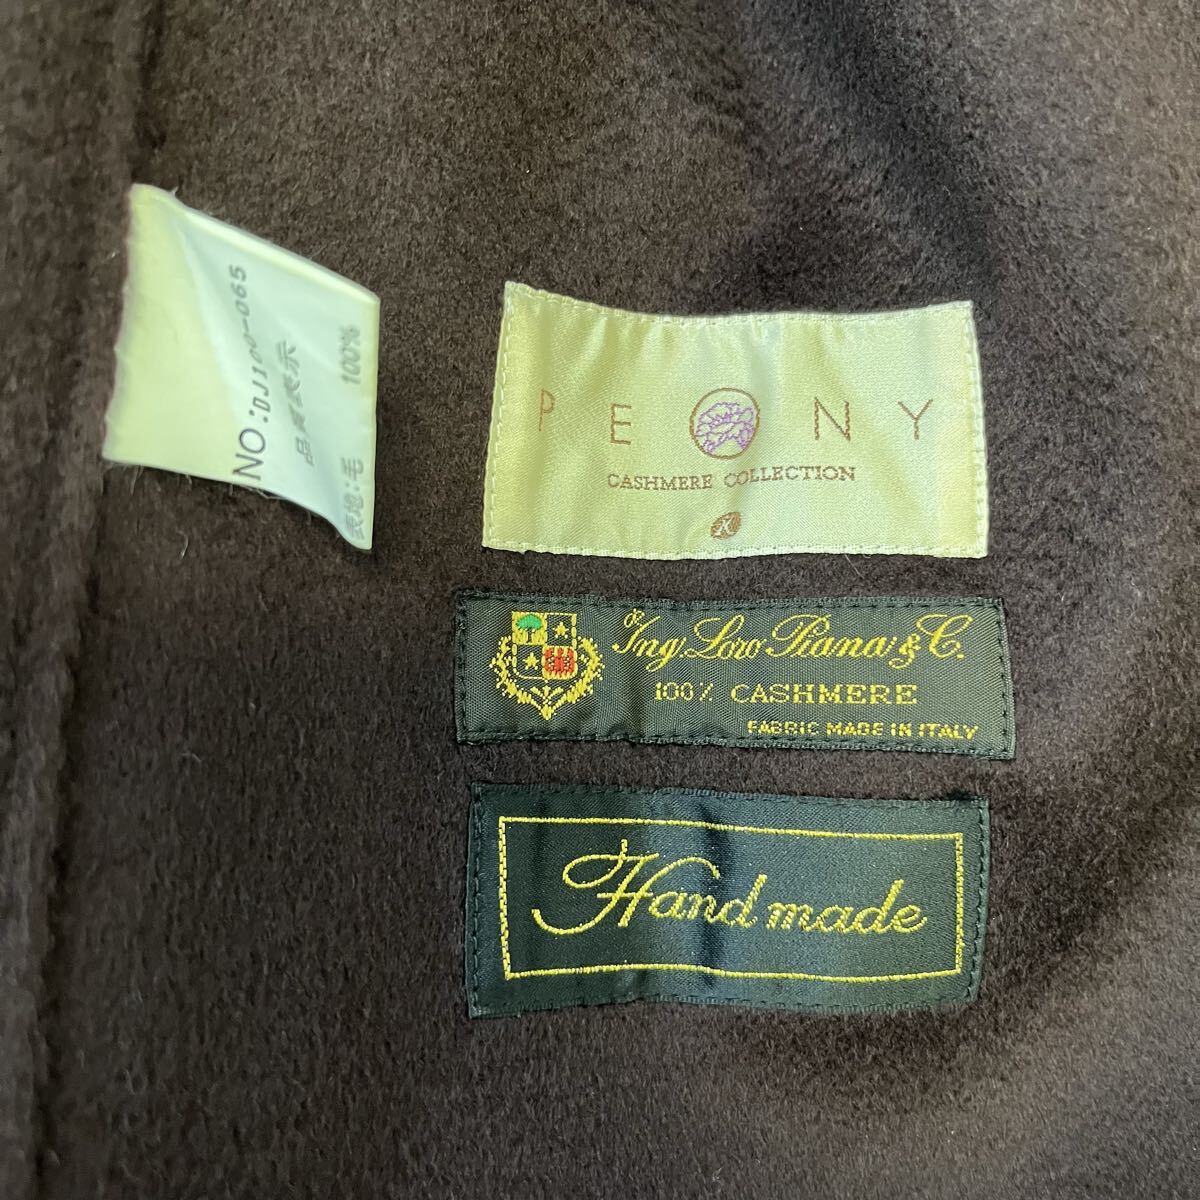 NO:DJ100-065
品質表示
表地:毛 100%
PEONY
CASHMERE COLLECTION
K
Ing Loro Piana & C.
100% CASHMERE
FABRIC MADE IN ITALY
Hand made